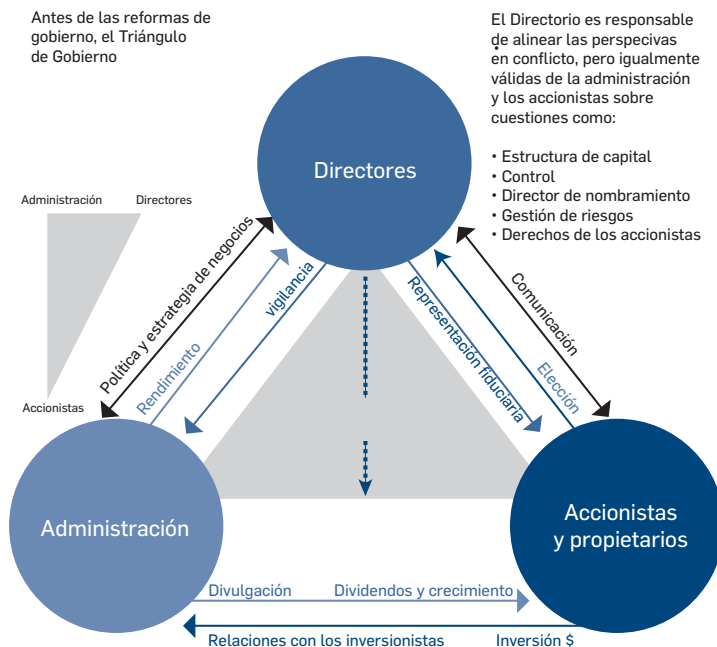 Antes de las reformas de
gobierno, el Triángulo
de Gobierno
El Directorio es responsable
de alinear las perspecivas
en conflicto, pero igualmente
válidas de la administración
y los accionistas sobre
cuestiones como:
• Estructura de capital
• Control
• Director de nombramiento
• Gestión de riesgos
• Derechos de los accionistas
Directores
Administración
Directores
Accionistas
Política y estrategia de negocios
Rendimiento
vigilancia
Representación fiduciaria
Elección
Comunicación
Administración
Accionistas
y propietarios
Divulgación
Dividendos y crecimiento
Relaciones con los inversionistas
Inversión $